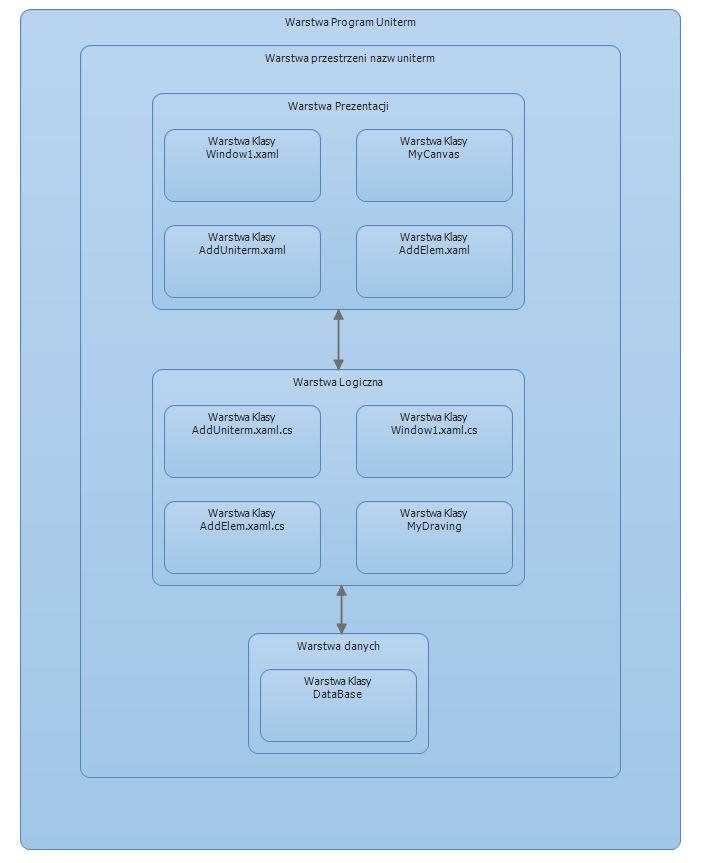 Warstwa Program Uniterm
Warstwa przestrzeni nazw uniterm
Warstwa Prezentacji
Warstwa Klasy
Window1.xaml
Warstwa Klasy
MyCanvas
Warstwa Klasy
AddUniterm.xaml
Warstwa Klasy
AddElem.xaml
Warstwa Logiczna
Warstwa Klasy
AddUniterm.xaml.cs
Warstwa Klasy
Window1.xaml.cs
Warstwa Klasy
AddElem.xaml.cs
Warstwa Klasy
MyDraving
Warstwa danych
Warstwa Klasy
DataBase